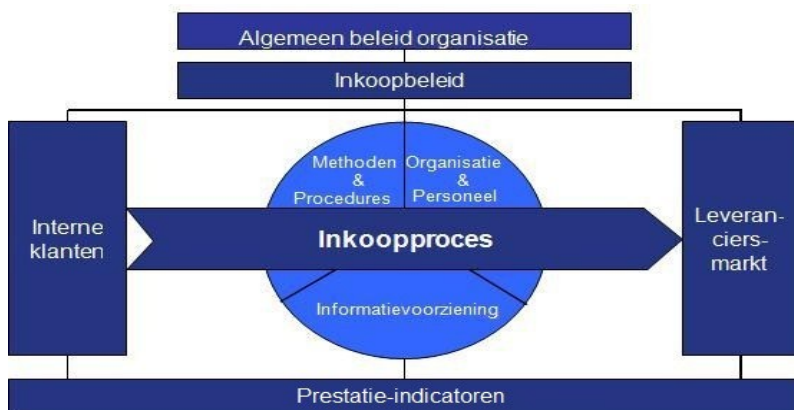 Algemeen beleid organisatie
Inkoopbeleid
Methoden
&
Procedures
Organisatie
&
Personeel
Interne
klanten
Inkoopproces
Leveran-
ciers-
markt
Informatievoorziening
Prestatie-indicatoren